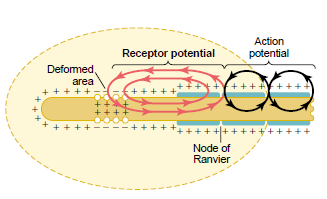 Receptor potential
Action
potential
Deformed
area
Node of
Ranvier